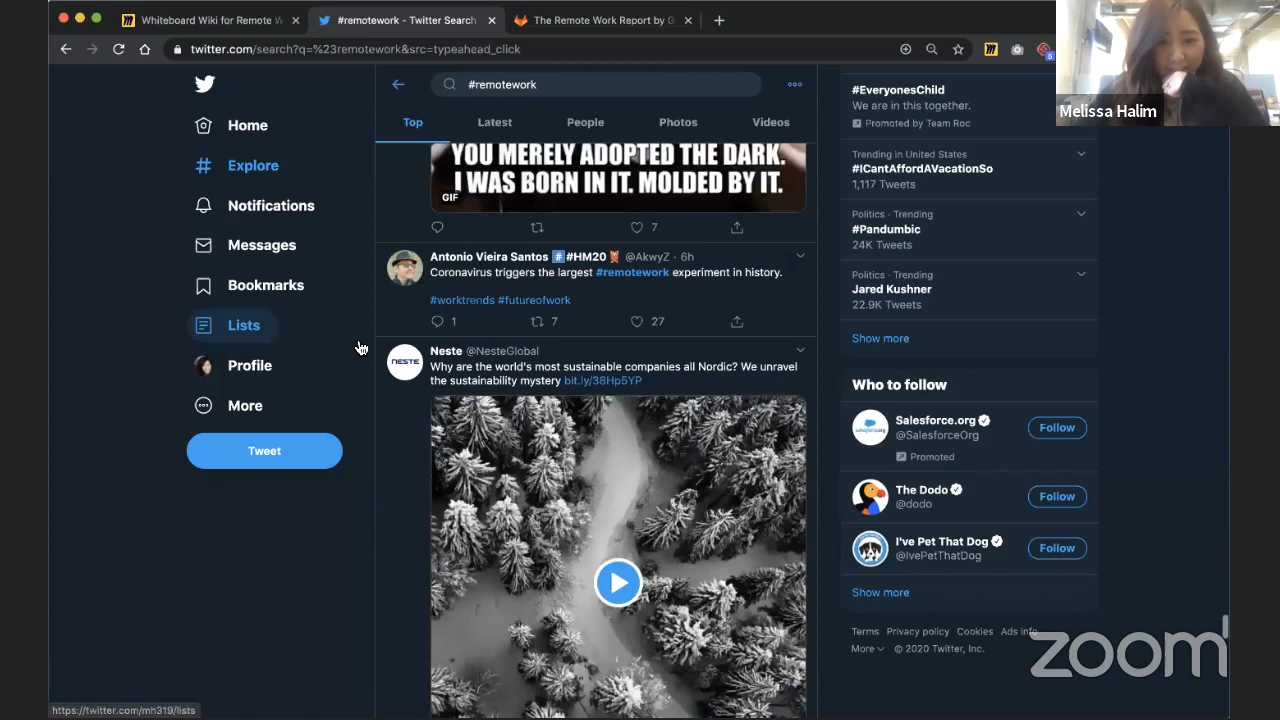 Whiteboard Wiki for Remote W
#remotework - Twitter Search
The Remote Work Report by G
twitter.com/search?q=%23remotework&src=typeahead_click
6
Melissa Halim
Home
Explore
Notifications
Messages
Bookmarks
Lists
Profile
More
Tweet
#remotework
Top
Latest
People
Photos
Videos
YOU MERELY ADOPTED THE DARK.
I WAS BORN IN IT. MOLDED BY IT.
GIF
7
Antonio Vieira Santos #️⃣#HM20 @AkwyZ · 6h
Coronavirus triggers the largest #remotework experiment in history.
#worktrends #futureofwork
1
7
27
NESTE
Neste @NesteGlobal
Why are the world's most sustainable companies all Nordic? We unravel
the sustainability mystery bit.ly/38Hp5YP
#EveryonesChild
We are in this together.
Promoted by Team Roc
Trending in United States
#ICantAffordAVacationSo
1,117 Tweets
Politics · Trending
#Pandumbic
24K Tweets
Politics · Trending
Jared Kushner
22.9K Tweets
Show more
Who to follow
salesforce.org
Salesforce.org
@SalesforceOrg
Follow
Promoted
The Dodo
@dodo
Follow
I've Pet That Dog
@IvePetThatDog
Follow
Show more
Terms Privacy policy Cookies Ads info
More © 2020 Twitter, Inc.
zoom
https://twitter.com/mh319/lists